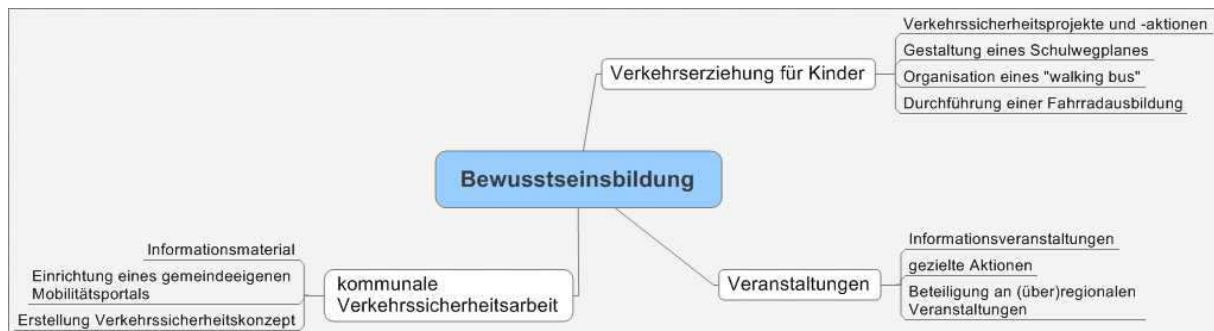 Verkehrssicherheitsprojekte und -aktionen
Gestaltung eines Schulwegplanes
Verkehrserziehung für Kinder
Organisation eines "walking bus"
Durchführung einer Fahrradausbildung
Bewusstseinsbildung
Informationsmaterial
Einrichtung eines gemeindeeigenen
Mobilitätsportals
Erstellung Verkehrssicherheitskonzept
kommunale
Verkehrssicherheitsarbeit
Veranstaltungen
Informationsveranstaltungen
gezielte Aktionen
Beteiligung an (über)regionalen
Veranstaltungen